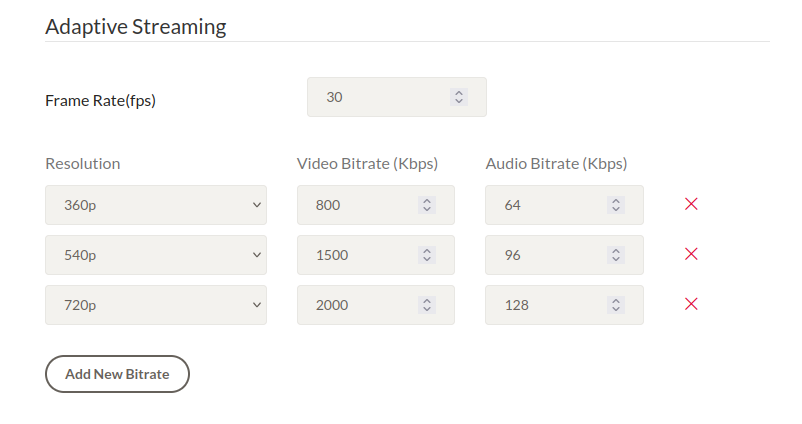 Adaptive Streaming
Frame Rate(fps) 30
Resolution Video Bitrate (Kbps) Audio Bitrate (Kbps)
360p 800 64
540p 1500 96
720p 2000 128
Add New Bitrate